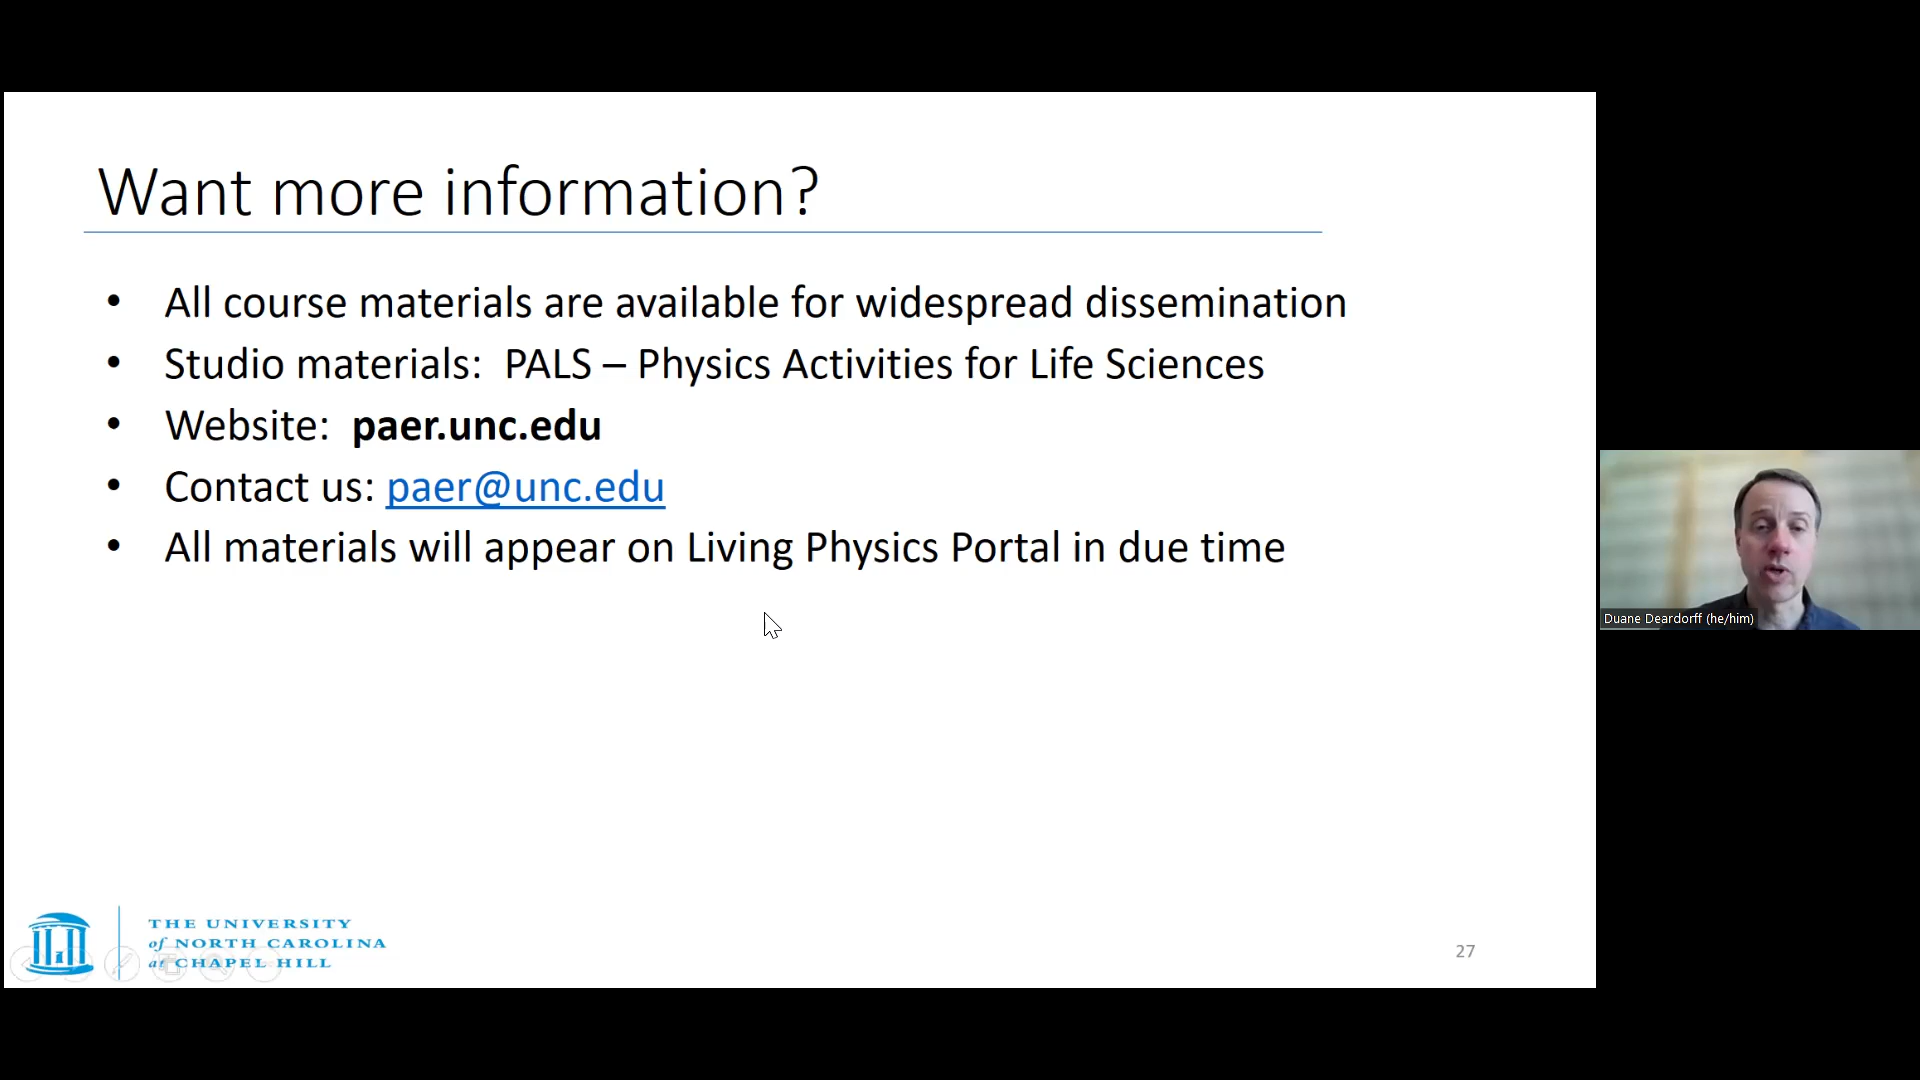 Want more information?
• All course materials are available for widespread dissemination
• Studio materials:  PALS – Physics Activities for Life Sciences
• Website:  paer.unc.edu
• Contact us: paer@unc.edu
• All materials will appear on Living Physics Portal in due time
Duane Deardorff (he/him)
THE UNIVERSITY
of NORTH CAROLINA
at CHAPEL HILL
27